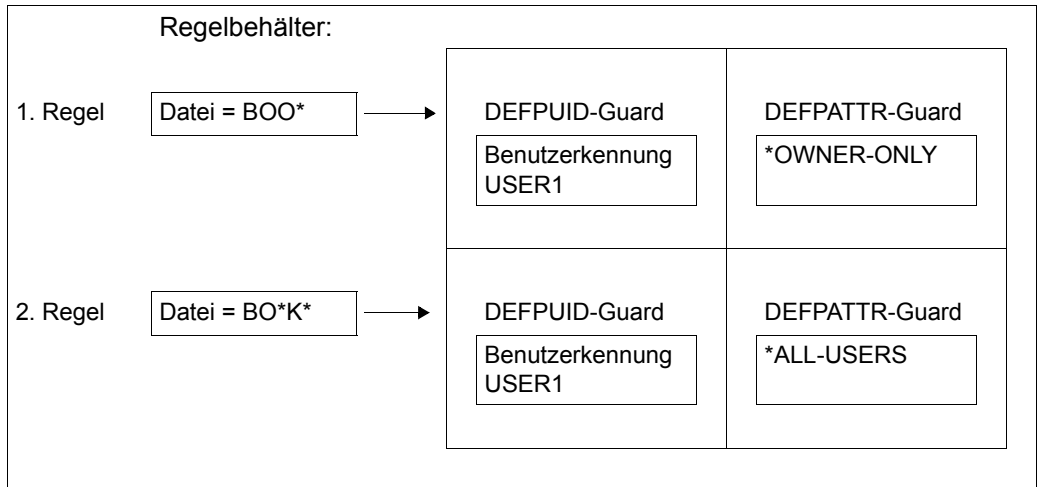 Regelbehälter:
1. Regel
Datei = BOO*
DEFPUID-Guard
Benutzerkennung
USER1
DEFPATTR-Guard
*OWNER-ONLY
2. Regel
Datei = BO*K*
DEFPUID-Guard
Benutzerkennung
USER1
DEFPATTR-Guard
*ALL-USERS